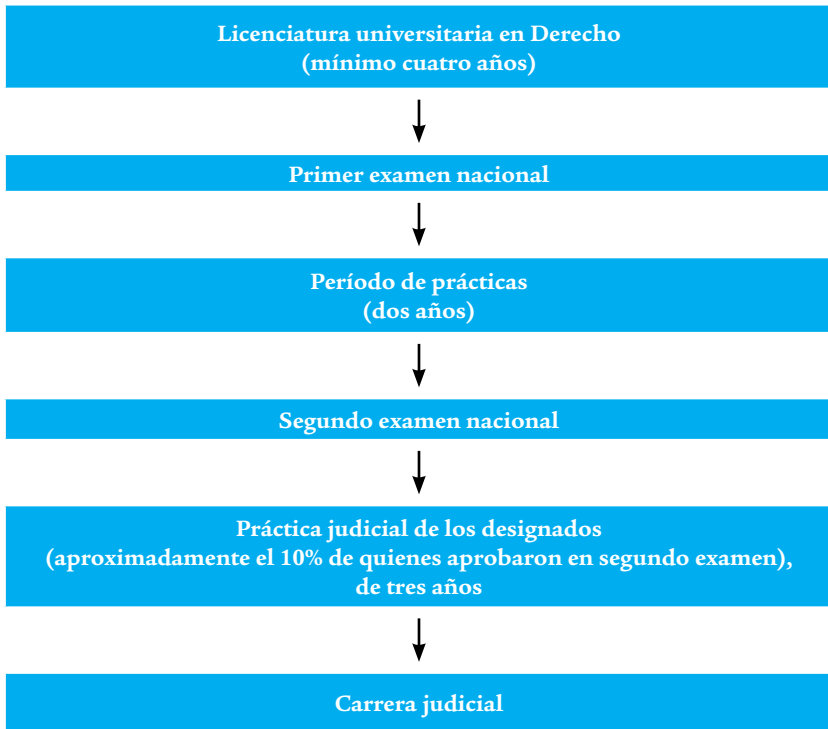 Licenciatura universitaria en Derecho
(mínimo cuatro años)
Primer examen nacional
Período de prácticas
(dos años)
Segundo examen nacional
Práctica judicial de los designados
(aproximadamente el 10% de quienes aprobaron en segundo examen),
de tres años
Carrera judicial